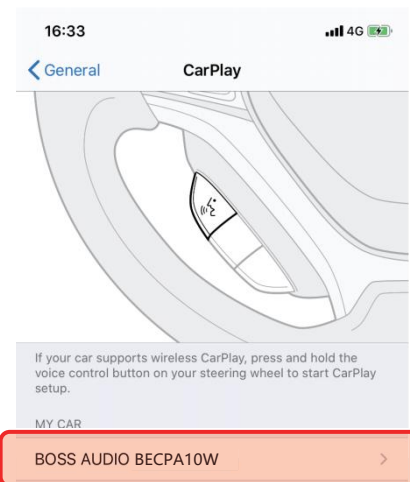 16:33
4G
General
CarPlay
If your car supports wireless CarPlay, press and hold the
voice control button on your steering wheel to start CarPlay
setup.
MY CAR
BOSS AUDIO BECPA10W